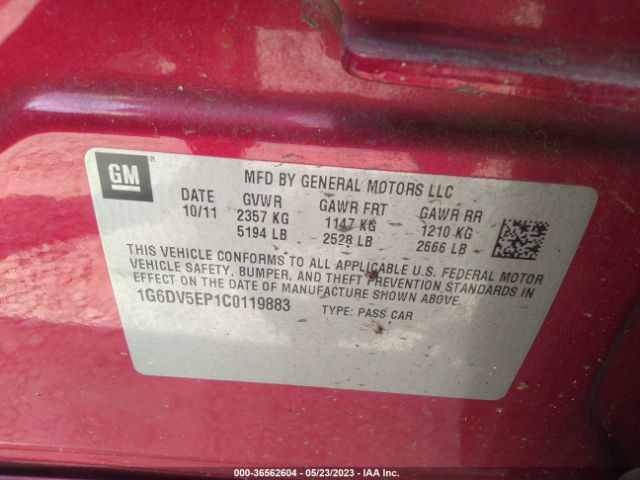 GM ®
MFD BY GENERAL MOTORS LLC
DATE GVWR GAWR FRT GAWR RR
10/11 2357 KG 1147 KG 1210 KG
5194 LB 2528 LB 2666 LB
THIS VEHICLE CONFORMS TO ALL APPLICABLE U.S. FEDERAL MOTOR
VEHICLE SAFETY, BUMPER, AND THEFT PREVENTION STANDARDS IN
EFFECT ON THE DATE OF MANUFACTURE SHOWN ABOVE.
1G6DV5EP1C0119883 TYPE: PASS CAR
000-36562604 - 05/23/2023 - IAA Inc.